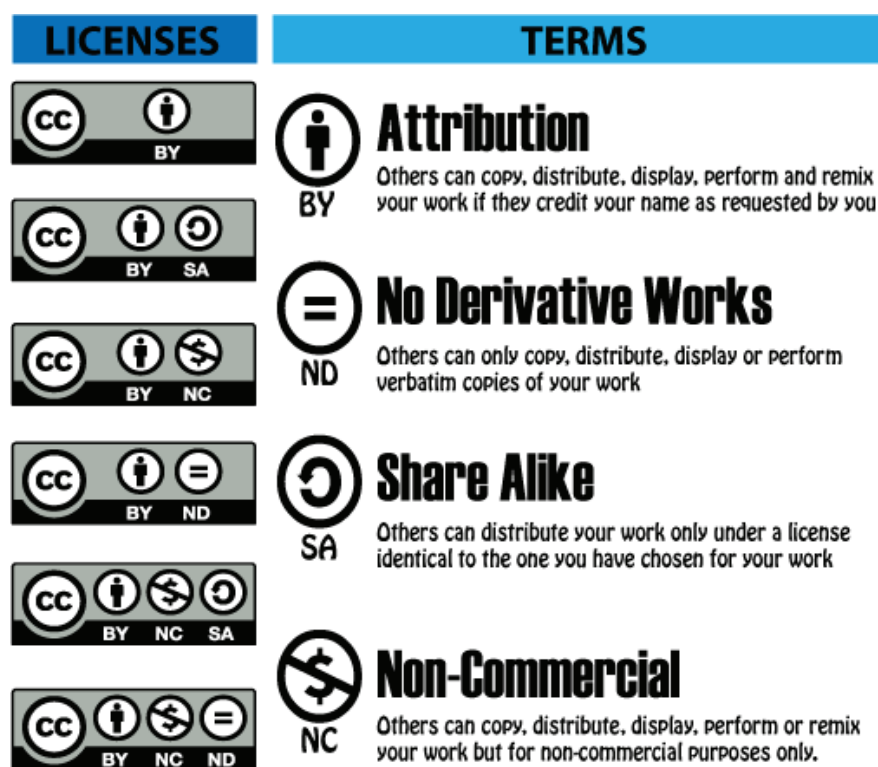 LICENSES
TERMS
CC
BY
CC
BY SA
CC
BY NC
CC
BY ND
CC
BY NC SA
CC
BY NC ND
BY
Attribution
Others can copy, distribute, display, perform and remix
your work if they credit your name as requested by you
ND
No Derivative Works
Others can only copy, distribute, display or perform
verbatim copies of your work
SA
Share Alike
Others can distribute your work only under a license
identical to the one you have chosen for your work
NC
Non-Commercial
Others can copy, distribute, display, perform or remix
your work but for non-commercial purposes only.